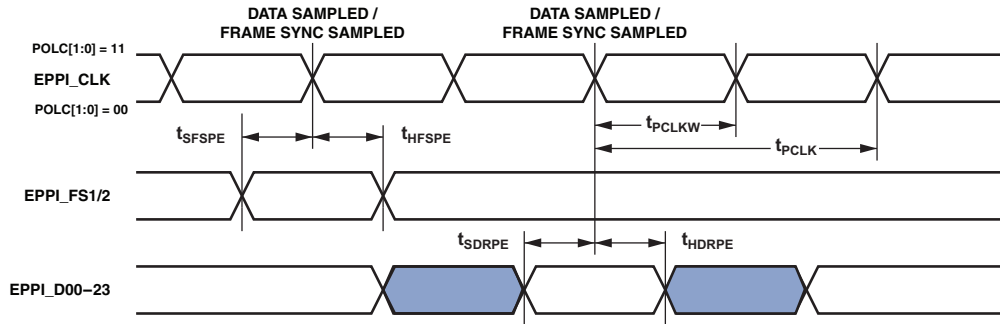 DATA SAMPLED /
FRAME SYNC SAMPLED
DATA SAMPLED /
FRAME SYNC SAMPLED
POLC[1:0] = 11
EPPI_CLK
POLC[1:0] = 00
tSFSPE
tHFSPE
tPCLKW
tPCLK
EPPI_FS1/2
tSDRPE
tHDRPE
EPPI_D00–23